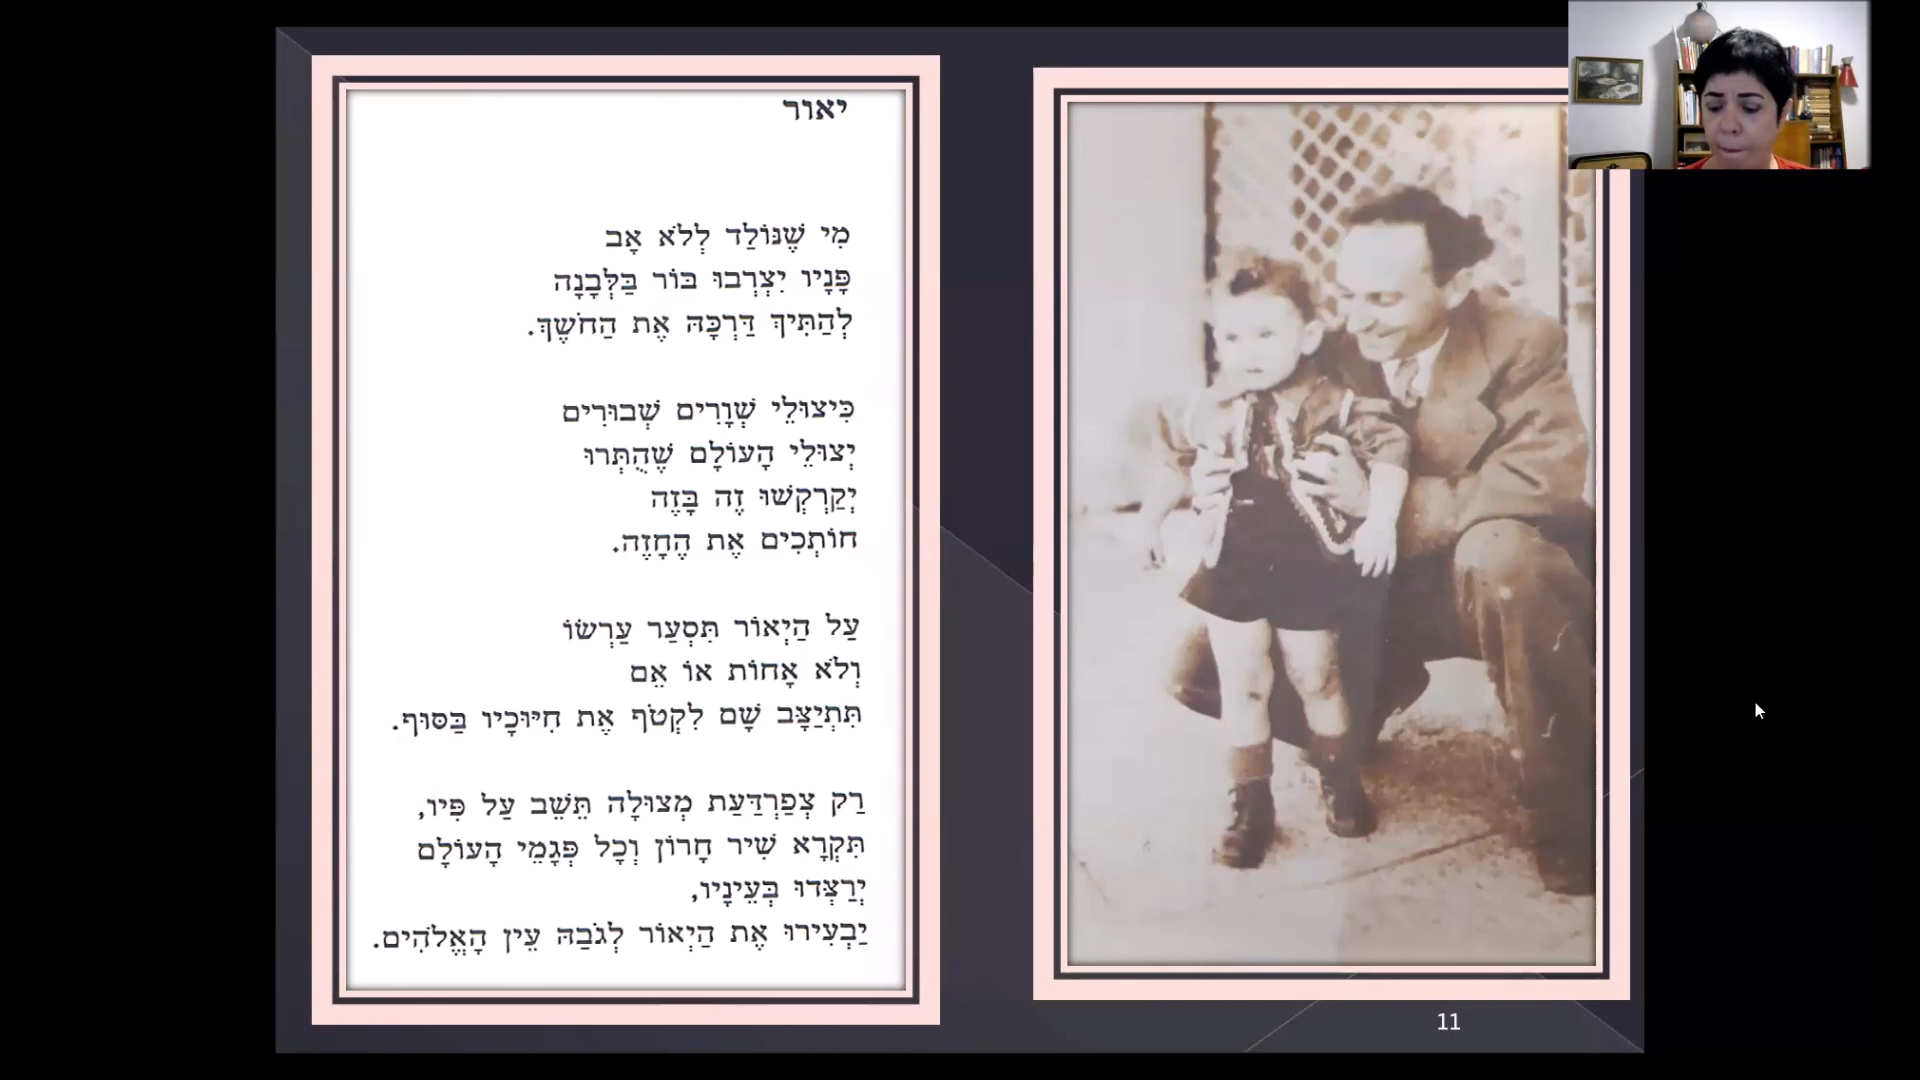 יאור
מִי שֶׁנּוֹלַד לְלֹא אָב
פָּנָיו יִצְרְבוּ בּוֹר בַּלְּבָנָה
לְהַתִּיךְ דַּרְכָּהּ אֶת הַחֹשֶׁךְ.
כִּיצוּלֵי שְׁוָרִים שְׁבוּרִים
יְצוּלֵי הָעוֹלָם שֶׁהֻתְּרוּ
יְקַרְקְשׁוּ זֶה בָּזֶה
חוֹתְכִים אֶת הֶחָזֶה.
עַל הַיְאוֹר תִּסְעַר עַרְשׂוֹ
וְלֹא אָחוֹת אוֹ אֵם
תִּתְיַצָּב שָׁם לִקְטֹף אֶת חִיּוּכָיו בַּסּוּף.
רַק צְפַרְדַּעַת מְצוּלָה תֵּשֵׁב עַל פִּיו,
תִּקְרָא שִׁיר חָרוֹן וְכָל פְּגָמֵי הָעוֹלָם
יְרַצְּדוּ בְּעֵינָיו,
יַבְעִירוּ אֶת הַיְאוֹר לְגֹבַהּ עֵין הָאֱלֹהִים.
11